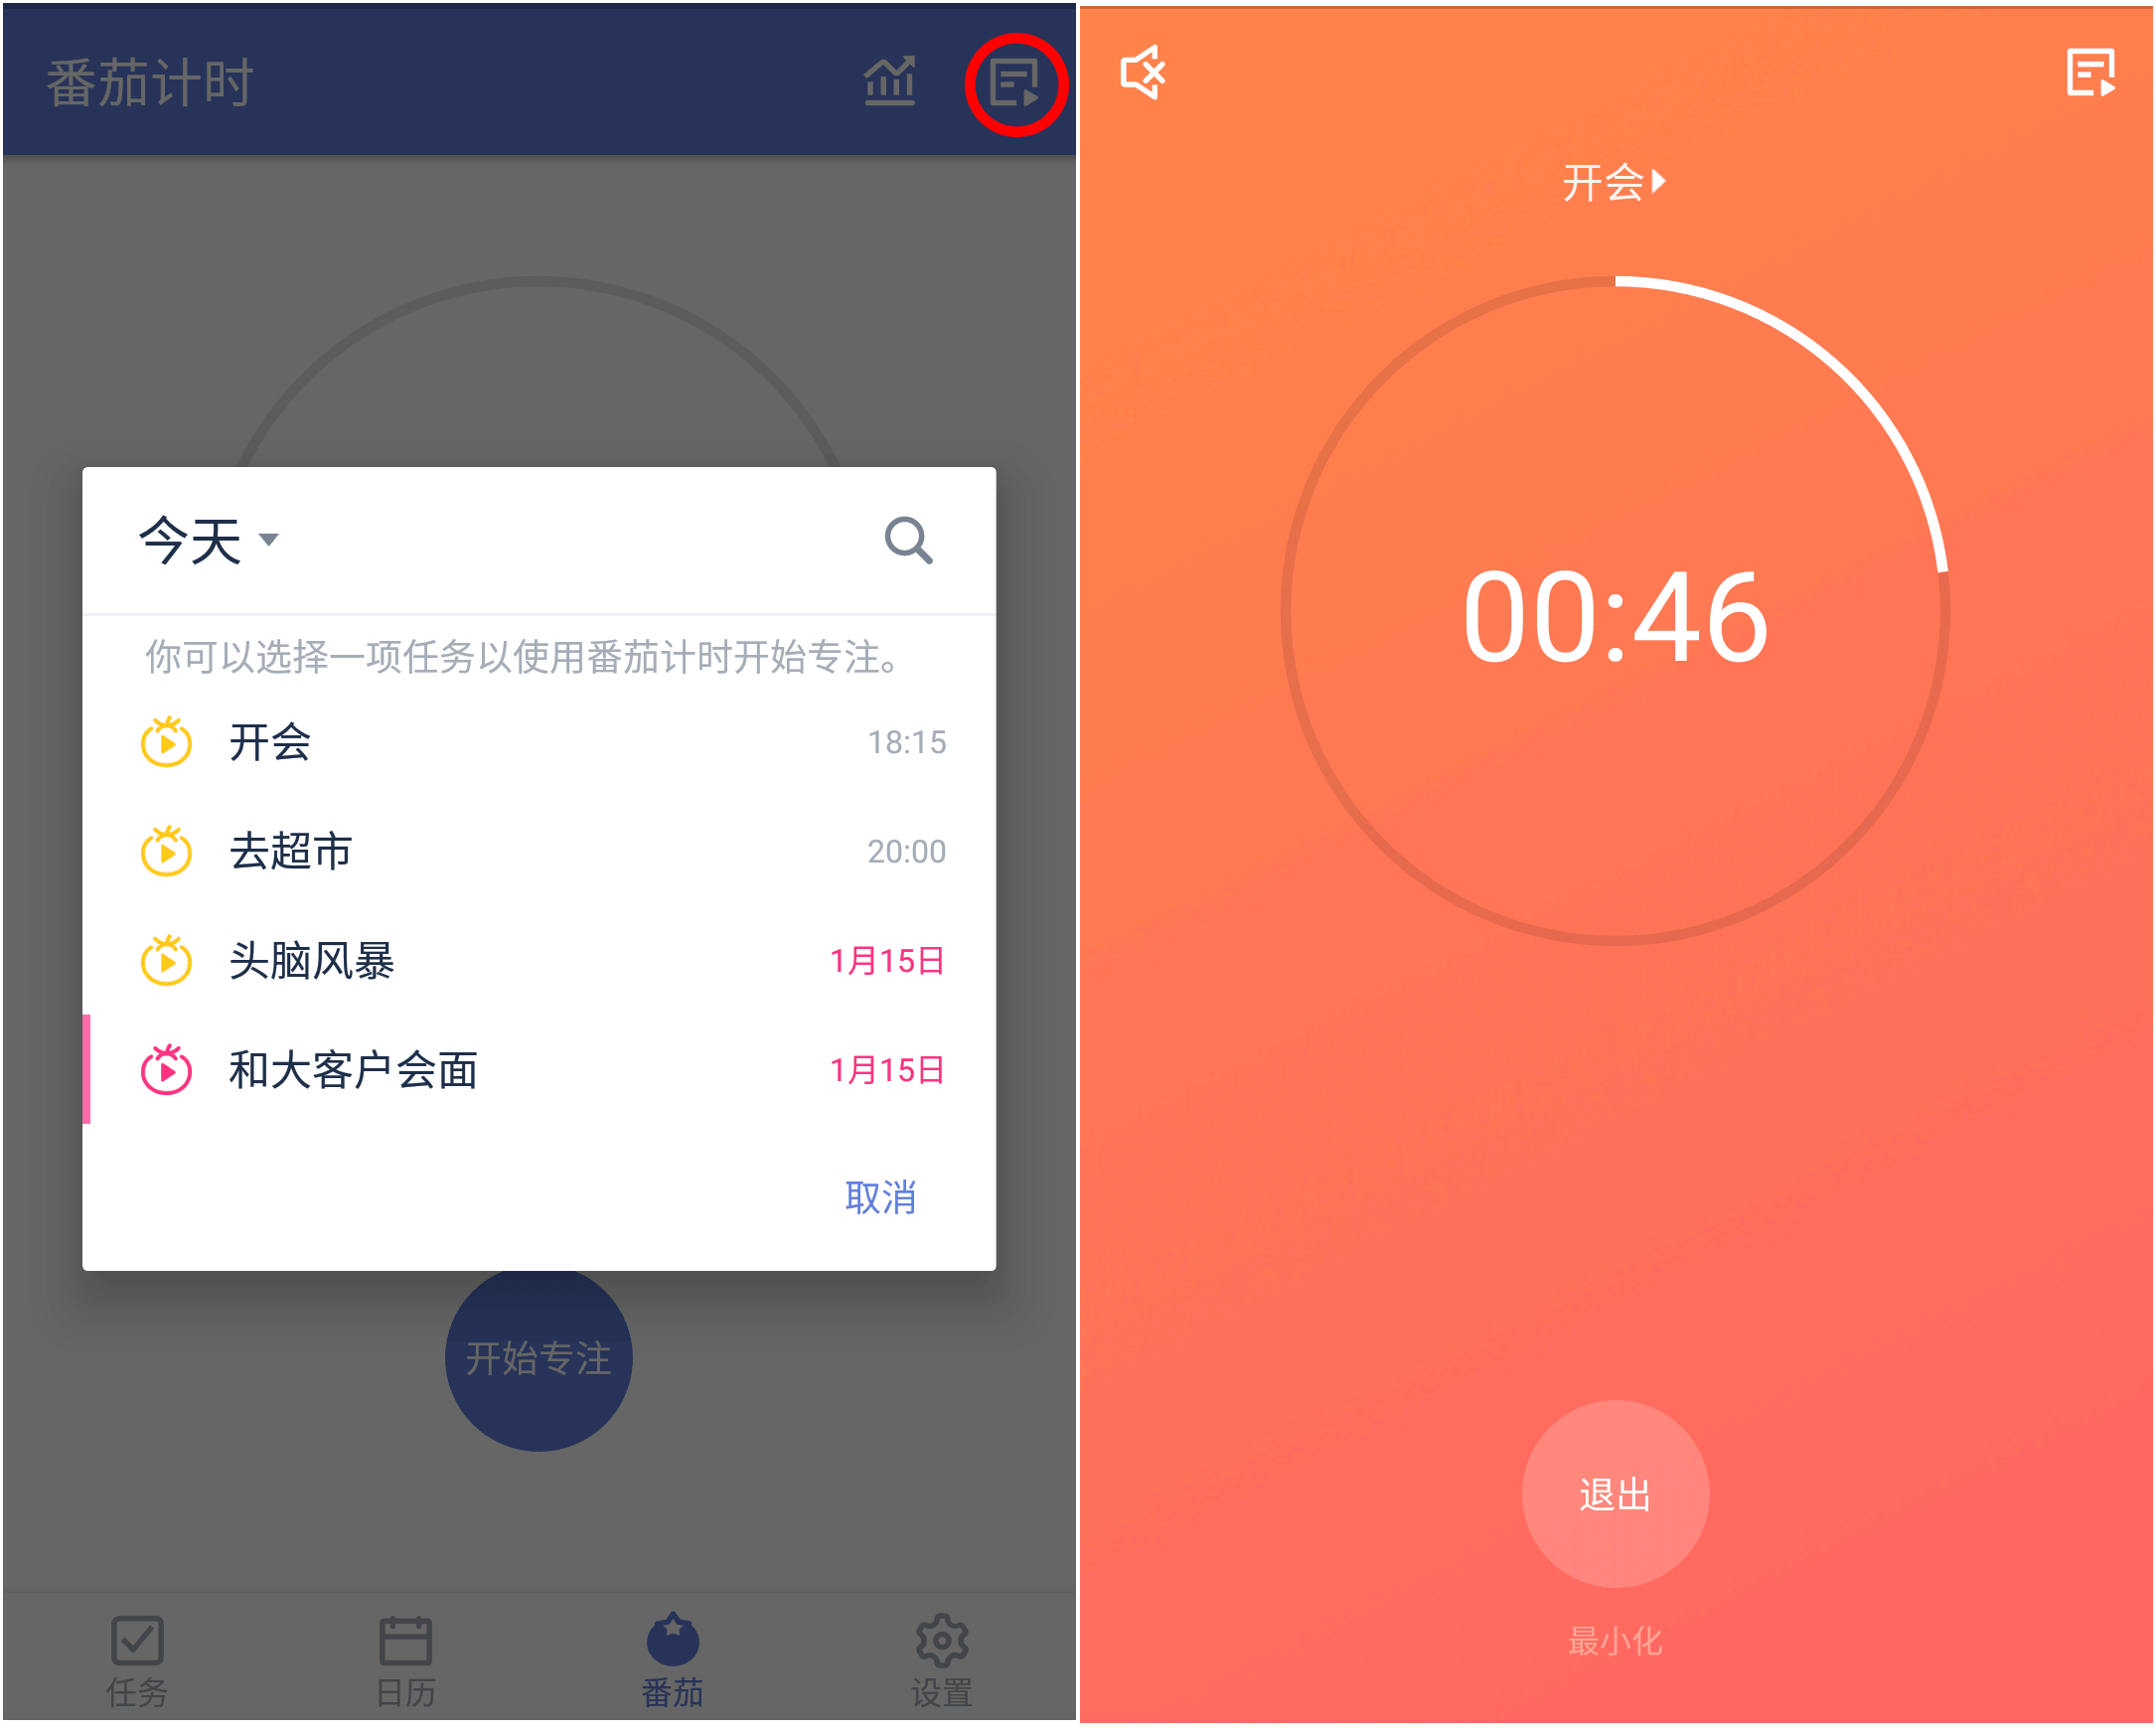 番茄计时
今天
你可以选择一项任务以使用番茄计时开始专注。
开会 18:15
去超市 20:00
头脑风暴 1月15日
和大客户会面 1月15日
取消
开始专注
任务 日历 番茄 设置
开会
00:46
退出
最小化